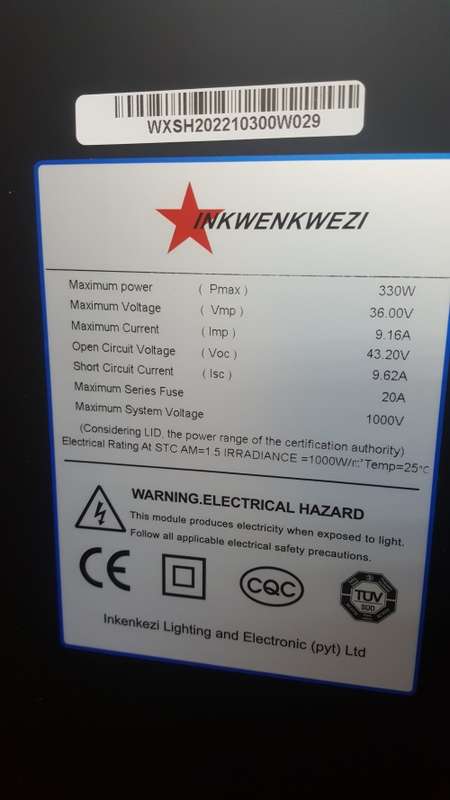 WXSH202210300W029
INKWENKWEZI
Maximum power ( Pmax ) 330W
Maximum Voltage ( Vmp ) 36.00V
Maximum Current ( Imp ) 9.16A
Open Circuit Voltage ( Voc ) 43.20V
Short Circuit Current ( Isc ) 9.62A
Maximum Series Fuse 20A
Maximum System Voltage 1000V
(Considering LID, the power range of the certification authority)
Electrical Rating At STC AM=1.5 IRRADIANCE =1000W/m² Temp=25°C
WARNING.ELECTRICAL HAZARD
This module produces electricity when exposed to light.
Follow all applicable electrical safety precautions.
CE
CQC
TÜV
SÜD
Inkenkezi Lighting and Electronic (pyt) Ltd